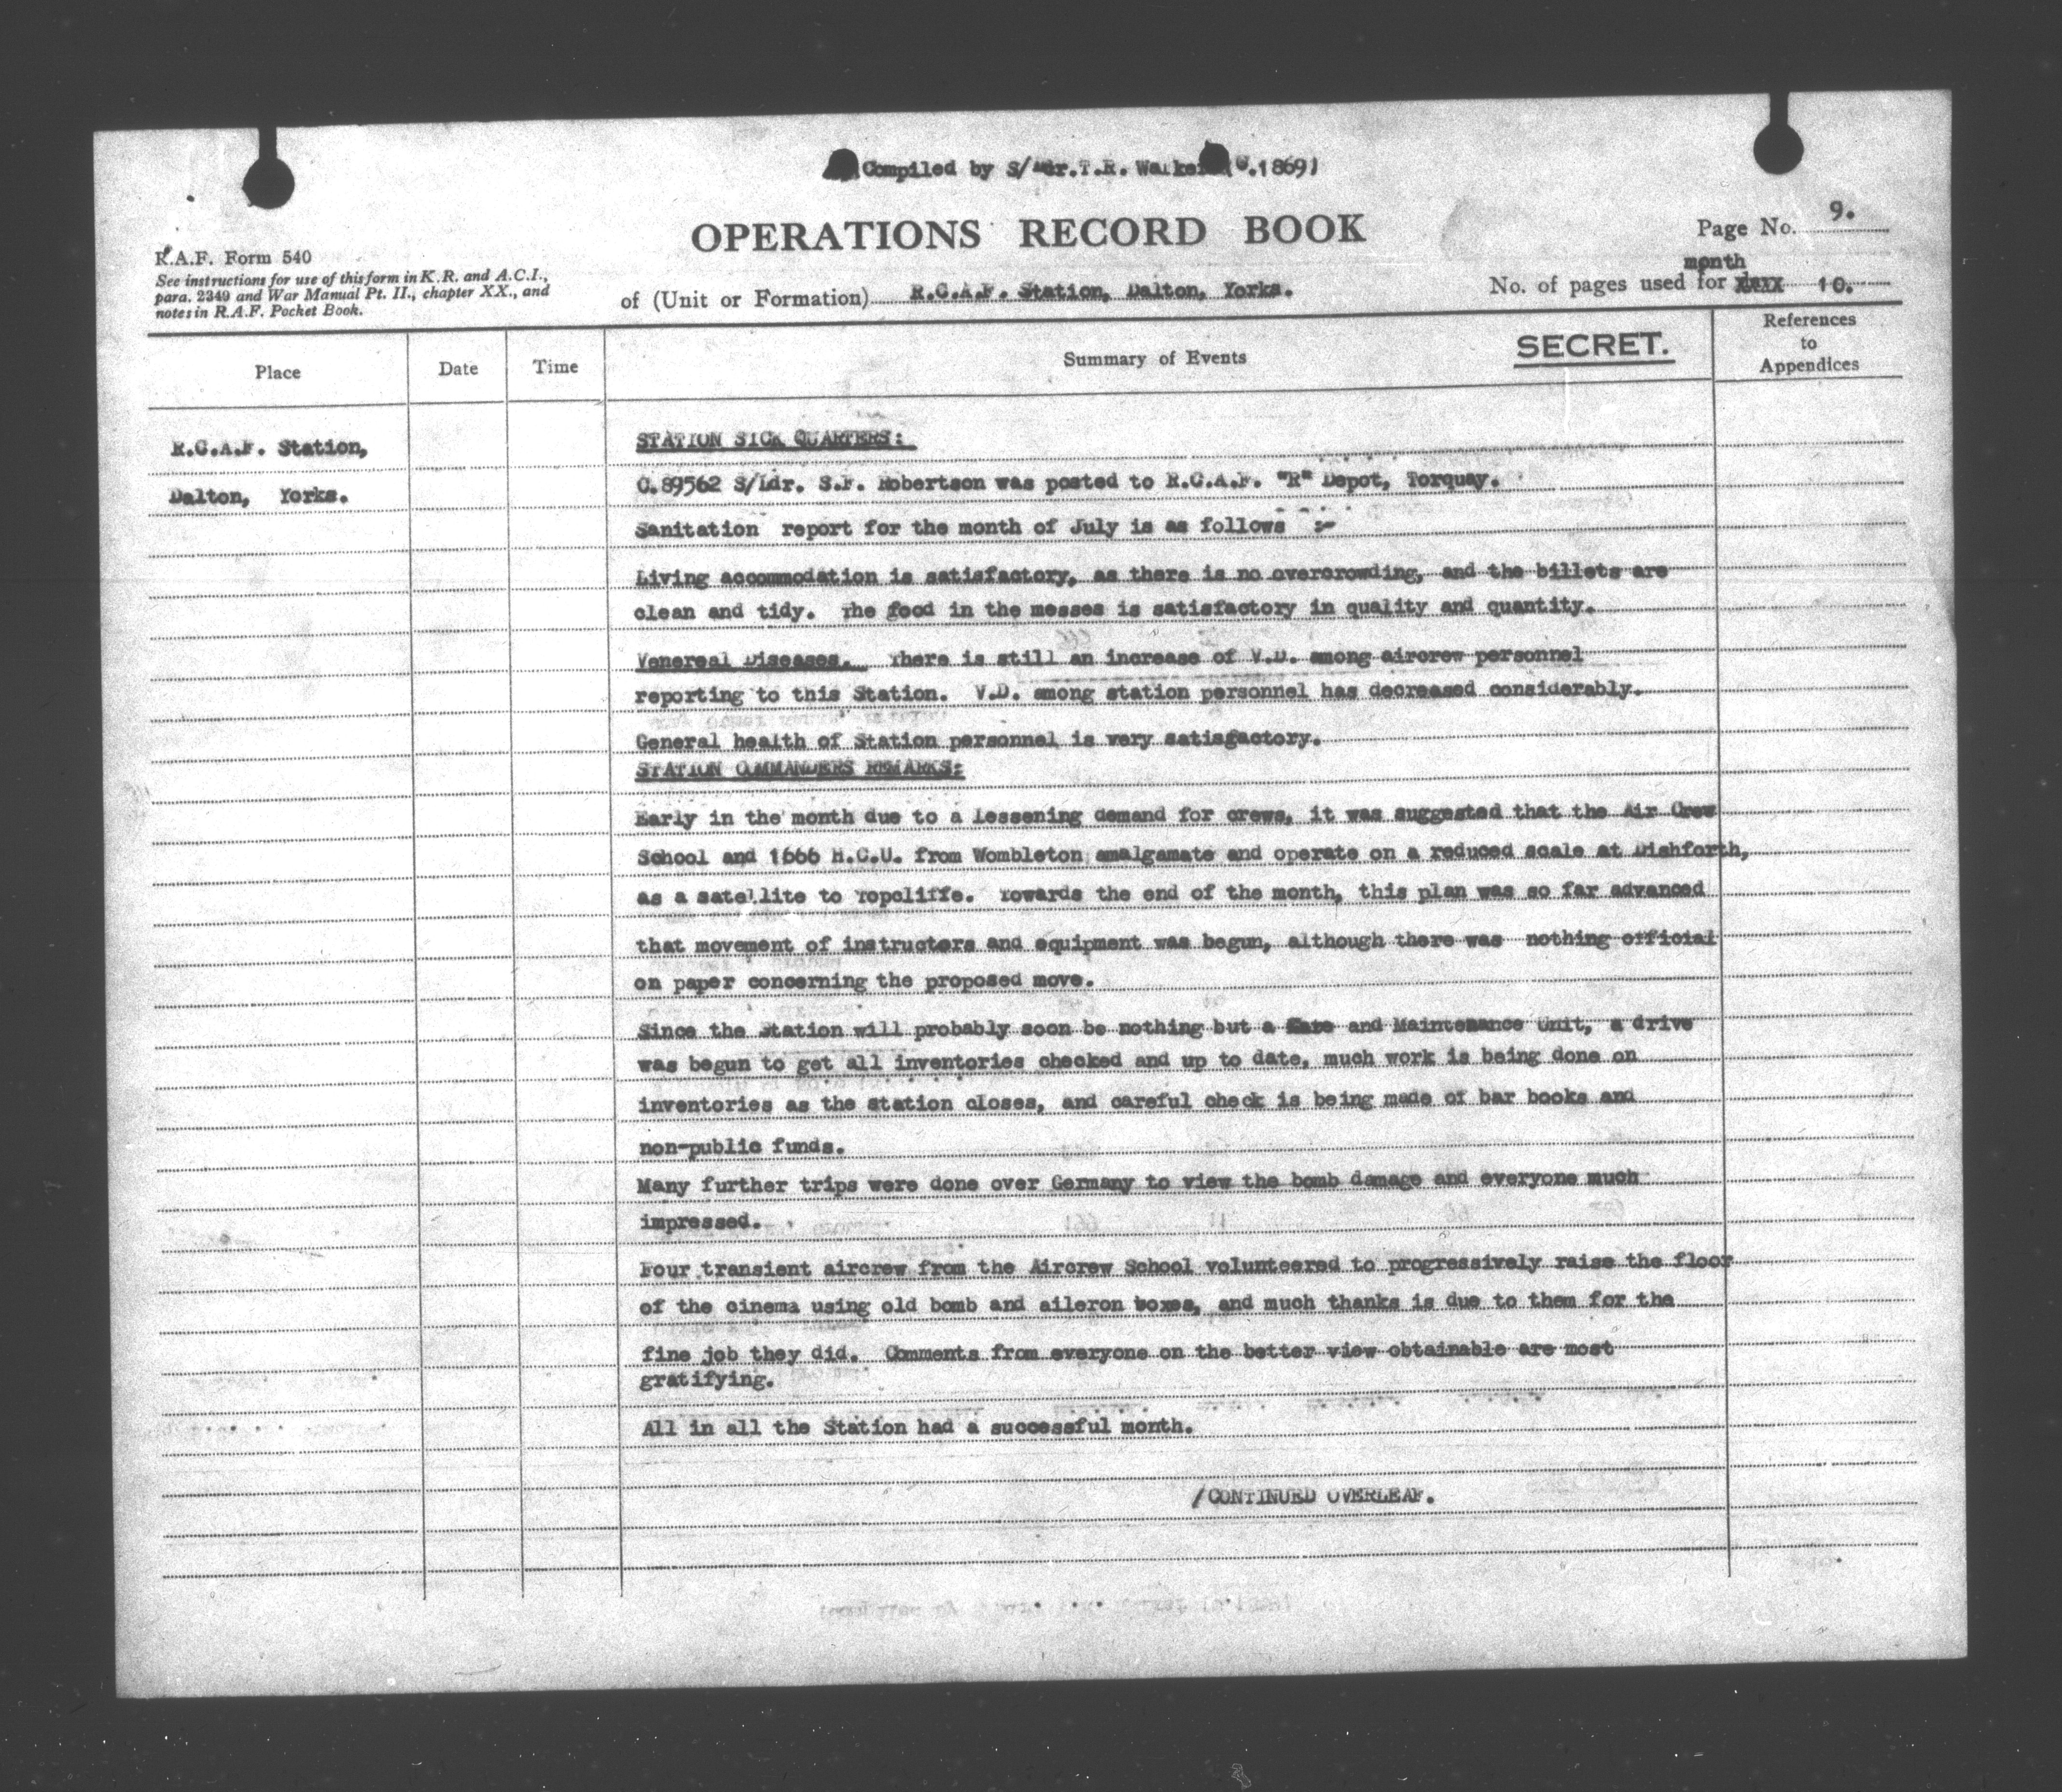 Compiled by S/Ldr.T.R. Walker (C.1869)
OPERATIONS RECORD BOOK
Page No. 9.
R.A.F. Form 540
See instructions for use of this form in K.R. and A.C.I.,
para. 2349 and War Manual Pt. II., chapter XX., and
notes in R.A.F. Pocket Book.
of (Unit or Formation) R.C.A.F. Station, Dalton, Yorks.
month
No. of pages used for 10.
Place
Date
Time
Summary of Events
SECRET.
References
to
Appendices
R.C.A.F. Station,
Dalton, Yorks.
STATION SICK QUARTERS:
C.89562 S/Ldr. S.F. Robertson was posted to R.C.A.F. "R" Depot, Torquay.
Sanitation report for the month of July is as follows :-
Living accommodation is satisfactory, as there is no overcrowding, and the billets are
clean and tidy. The food in the messes is satisfactory in quality and quantity.
Venereal Diseases. There is still an increase of V.D. among aircrew personnel
reporting to this Station. V.D. among station personnel has decreased considerably.
General health of Station personnel is very satisgactory.
STATION COMMANDERS REMARKS:
Early in the month due to a lessening demand for crews, it was suggested that the Air Crew
School and 1666 H.C.U. from Wombleton amalgamate and operate on a reduced scale at Dishforth,
as a satellite to Topcliffe. Towards the end of the month, this plan was so far advanced
that movement of instructors and equipment was begun, although there was nothing official
on paper concerning the proposed move.
Since the Station will probably soon be nothing but a Care and Maintenance Unit, a drive
was begun to get all inventories checked and up to date, much work is being done on
inventories as the station closes, and careful check is being made of bar books and
non-public funds.
Many further trips were done over Germany to view the bomb damage and everyone much
impressed.
Four transient aircrew from the Aircrew School volunteered to progressively raise the floor
of the cinema using old bomb and aileron boxes, and much thanks is due to them for the
fine job they did. Comments from everyone on the better view obtainable are most
gratifying.
All in all the Station had a successful month.
/CONTINUED OVERLEAF.